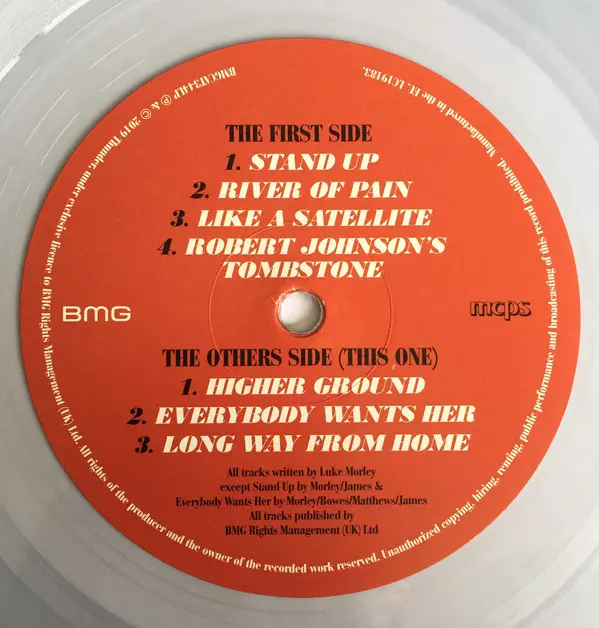 THE FIRST SIDE
1. STAND UP
2. RIVER OF PAIN
3. LIKE A SATELLITE
4. ROBERT JOHNSON'S
TOMBSTONE
BMG
mcps
THE OTHERS SIDE (THIS ONE)
1. HIGHER GROUND
2. EVERYBODY WANTS HER
3. LONG WAY FROM HOME
All tracks written by Luke Morley
except Stand Up by Morley/James &
Everybody Wants Her by Morley/Bowes/Matthews/James
All tracks published by
BMG Rights Management (UK) Ltd
BMGCAT344LP ℗ & © 2019 Thunder, under exclusive licence to BMG Rights Management (UK) Ltd. All rights of the producer and the owner of the recorded work reserved. Unauthorized copying, hiring, renting, public performance and broadcasting of this record prohibited. Manufactured in the EU. LC19183.